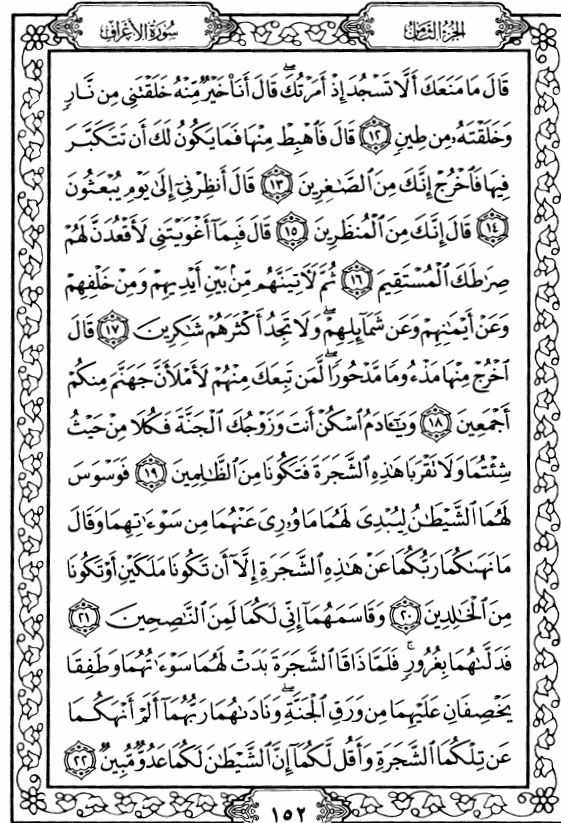 سُورَةُ الأَعْرَافِ
الجُزْءُ الثَّامِنُ
قَالَ مَا مَنَعَكَ أَلَّا تَسْجُدَ إِذْ أَمَرْتُكَ ۖ قَالَ أَنَا۠ خَيْرٌ مِّنْهُ خَلَقْتَنِى مِن نَّارٍ
وَخَلَقْتَهُۥ مِن طِينٍ ١٢ قَالَ فَٱهْبِطْ مِنْهَا فَمَا يَكُونُ لَكَ أَن تَتَكَبَّرَ
فِيهَا فَٱخْرُجْ إِنَّكَ مِنَ ٱلصَّٰغِرِينَ ١٣ قَالَ أَنظِرْنِىٓ إِلَىٰ يَوْمِ يُبْعَثُونَ
١٤ قَالَ إِنَّكَ مِنَ ٱلْمُنظَرِينَ ١٥ قَالَ فَبِمَآ أَغْوَيْتَنِى لَأَقْعُدَنَّ لَهُمْ
صِرَٰطَكَ ٱلْمُسْتَقِيمَ ١٦ ثُمَّ لَءَاتِيَنَّهُم مِّنۢ بَيْنِ أَيْدِيهِمْ وَمِنْ خَلْفِهِمْ
وَعَنْ أَيْمَٰنِهِمْ وَعَن شَمَآئِلِهِمْ ۖ وَلَا تَجِدُ أَكْثَرَهُمْ شَٰكِرِينَ ١٧ قَالَ
ٱخْرُجْ مِنْهَا مَذْءُومًا مَّدْحُورًا ۖ لَّمَن تَبِعَكَ مِنْهُمْ لَأَمْلَأَنَّ جَهَنَّمَ مِنكُمْ
أَجْمَعِينَ ١٨ وَيَٰٓـَٔادَمُ ٱسْكُنْ أَنتَ وَزَوْجُكَ ٱلْجَنَّةَ فَكُلَا مِنْ حَيْثُ
شِئْتُمَا وَلَا تَقْرَبَا هَٰذِهِ ٱلشَّجَرَةَ فَتَكُونَا مِنَ ٱلظَّٰلِمِينَ ١٩ فَوَسْوَسَ
لَهُمَا ٱلشَّيْطَٰنُ لِيُبْدِىَ لَهُمَا مَا وُۥرِىَ عَنْهُمَا مِن سَوْءَٰتِهِمَا وَقَالَ
مَا نَهَىٰكُمَا رَبُّكُمَا عَنْ هَٰذِهِ ٱلشَّجَرَةِ إِلَّآ أَن تَكُونَا مَلَكَيْنِ أَوْ تَكُونَا
مِنَ ٱلْخَٰلِدِينَ ٢٠ وَقَاسَمَهُمَآ إِنِّى لَكُمَا لَمِنَ ٱلنَّٰصِحِينَ ٢١
فَدَلَّىٰهُمَا بِغُرُورٍ ۚ فَلَمَّا ذَاقَا ٱلشَّجَرَةَ بَدَتْ لَهُمَا سَوْءَٰتُهُمَا وَطَفِقَا
يَخْصِفَانِ عَلَيْهِمَا مِن وَرَقِ ٱلْجَنَّةِ ۖ وَنَادَىٰهُمَا رَبُّهُمَآ أَلَمْ أَنْهَكُمَا
عَن تِلْكُمَا ٱلشَّجَرَةِ وَأَقُل لَّكُمَآ إِنَّ ٱلشَّيْطَٰنَ لَكُمَا عَدُوٌّ مُّبِينٌ ٢٢
١٥٢